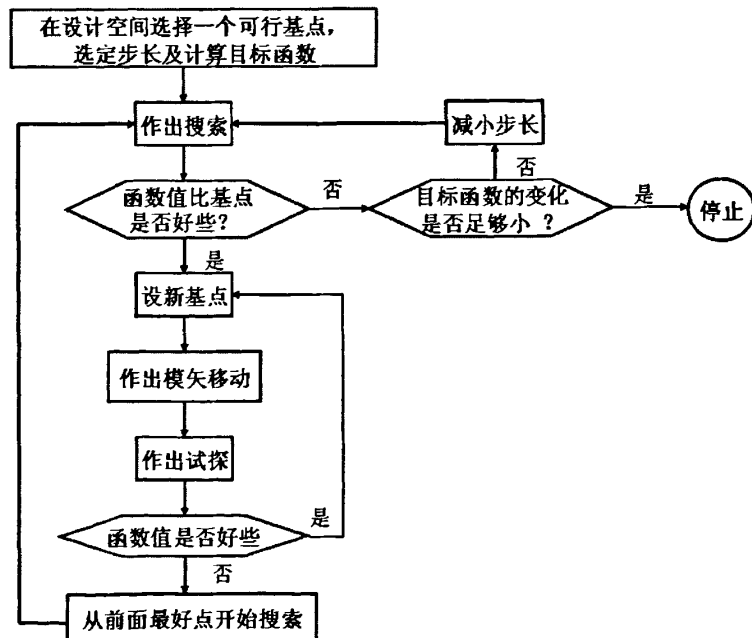 在设计空间选择一个可行基点，
选定步长及计算目标函数
作出搜索
减小步长
否
函数值比基点
是否好些？
否
目标函数的变化
是否足够小 ？
是
停止
是
设新基点
作出模矢移动
作出试探
函数值是否好些
是
否
从前面最好点开始搜索